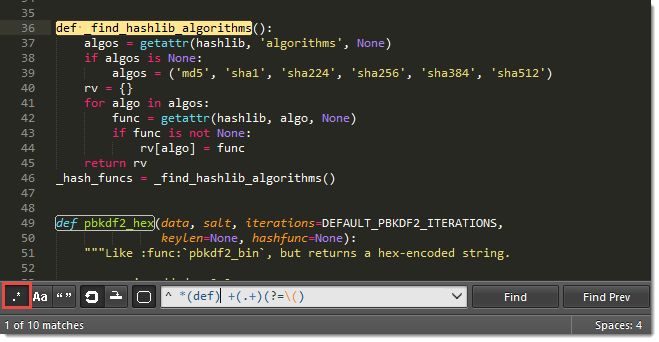 35
36 def _find_hashlib_algorithms():
37     algos = getattr(hashlib, 'algorithms', None)
38     if algos is None:
39         algos = ('md5', 'sha1', 'sha224', 'sha256', 'sha384', 'sha512')
40     rv = {}
41     for algo in algos:
42         func = getattr(hashlib, algo, None)
43         if func is not None:
44             rv[algo] = func
45     return rv
46 _hash_funcs = _find_hashlib_algorithms()
47
48
49 def pbkdf2_hex(data, salt, iterations=DEFAULT_PBKDF2_ITERATIONS,
50                keylen=None, hashfunc=None):
51     """Like :func:`pbkdf2_bin`, but returns a hex-encoded string.
52
.* Aa “” ^ *(def) +(.+)(?=\() Find Find Prev
1 of 10 matches Spaces: 4